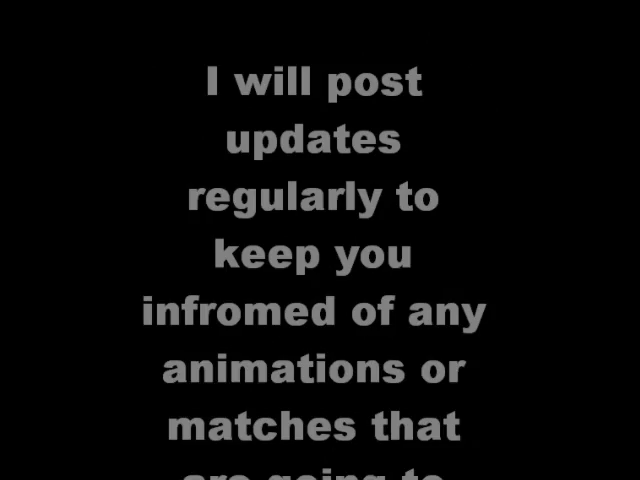 I will post
updates
regularly to
keep you
infromed of any
animations or
matches that
are going to